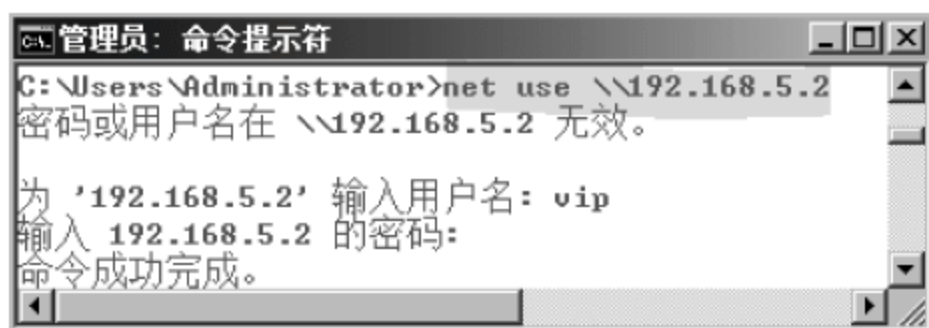 管理员：命令提示符
C:\Users\Administrator>net use \\192.168.5.2
密码或用户名在 \\192.168.5.2 无效。
为 '192.168.5.2' 输入用户名: vip
输入 192.168.5.2 的密码:
命令成功完成。